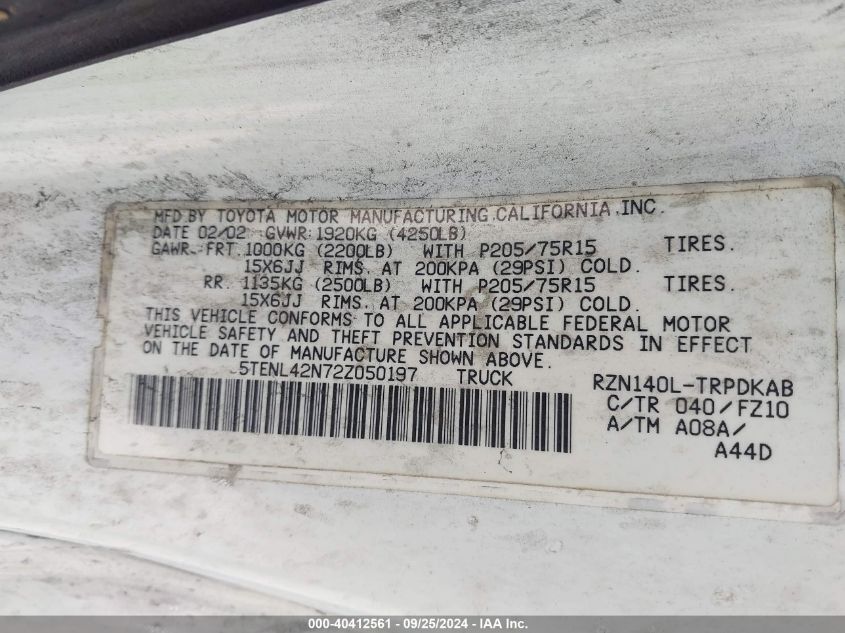 MFD BY TOYOTA MOTOR MANUFACTURING.CALIFORNIA,INC.
DATE 02/02 GVWR:1920KG (4250LB)
GAWR: FRT. 1000KG (2200LB) WITH P205/75R15 TIRES.
15X6JJ RIMS. AT 200KPA (29PSI) COLD.
RR. 1135KG (2500LB) WITH P205/75R15 TIRES.
15X6JJ RIMS. AT 200KPA (29PSI) COLD.
THIS VEHICLE CONFORMS TO ALL APPLICABLE FEDERAL MOTOR
VEHICLE SAFETY AND THEFT PREVENTION STANDARDS IN EFFECT
ON THE DATE OF MANUFACTURE SHOWN ABOVE.
5TENL42N72Z050197 TRUCK RZN140L-TRPDKAB
C/TR 040/FZ10
A/TM A08A/
A44D
000-40412561 - 09/25/2024 - IAA Inc.